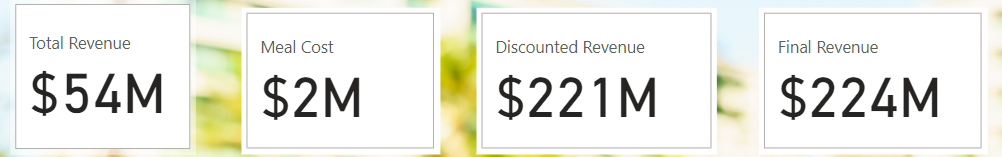 Total Revenue
$54M
Meal Cost
$2M
Discounted Revenue
$221M
Final Revenue
$224M